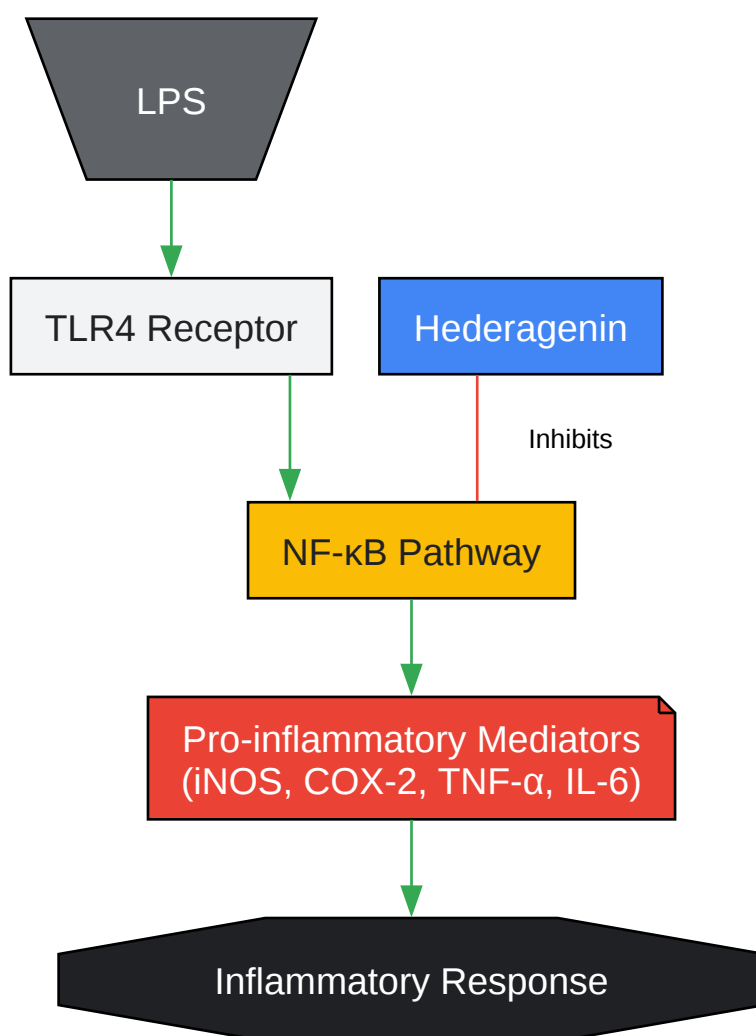 LPS
TLR4 Receptor
Hederagenin
Inhibits
NF-κB Pathway
Pro-inflammatory Mediators
(iNOS, COX-2, TNF-α, IL-6)
Inflammatory Response